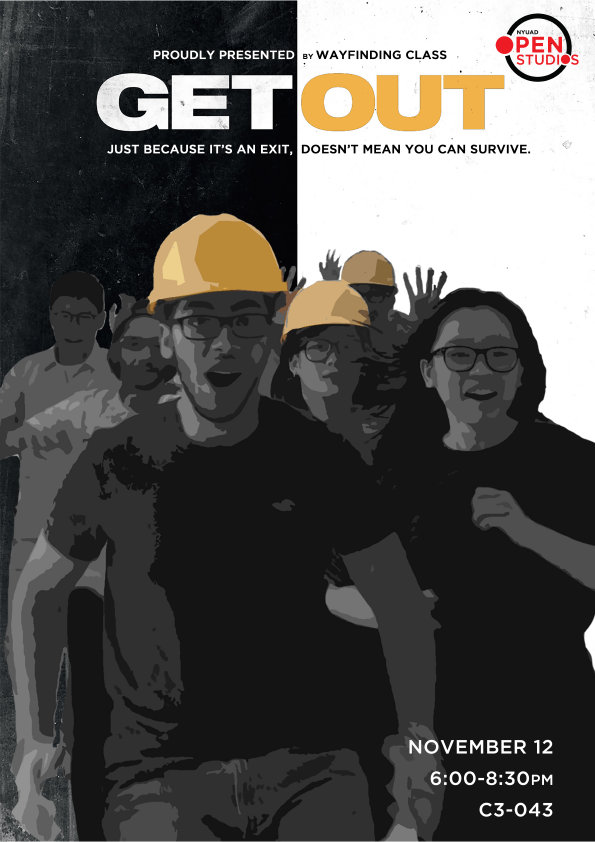 NYUAD
OPEN
STUDIOS
PROUDLY PRESENTED BY WAYFINDING CLASS
GET OUT
JUST BECAUSE IT'S AN EXIT, DOESN'T MEAN YOU CAN SURVIVE.
NOVEMBER 12
6:00-8:30PM
C3-043